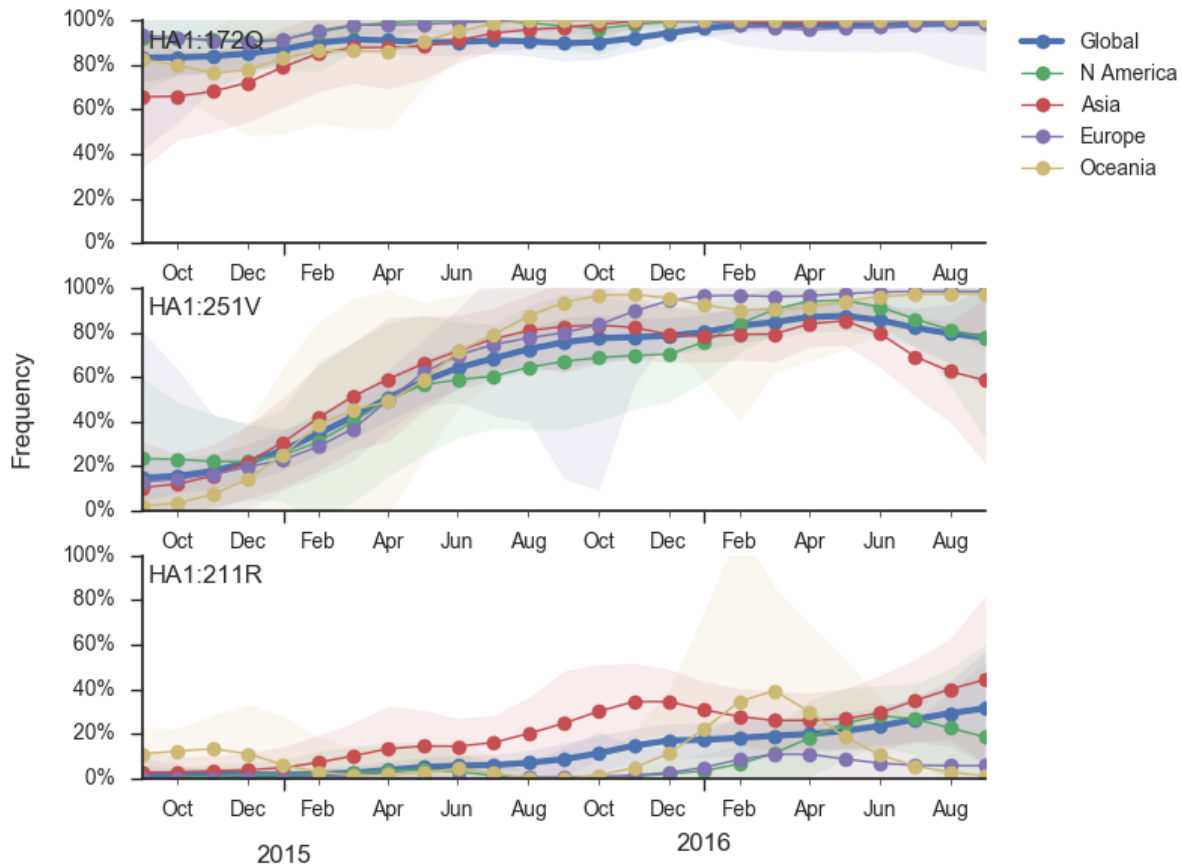 HA1:172Q
100%
80%
60%
40%
20%
0%
Oct Dec Feb Apr Jun Aug Oct Dec Feb Apr Jun Aug
Global
N America
Asia
Europe
Oceania
Frequency
HA1:251V
100%
80%
60%
40%
20%
0%
Oct Dec Feb Apr Jun Aug Oct Dec Feb Apr Jun Aug
HA1:211R
100%
80%
60%
40%
20%
0%
Oct Dec Feb Apr Jun Aug Oct Dec Feb Apr Jun Aug
2015 2016